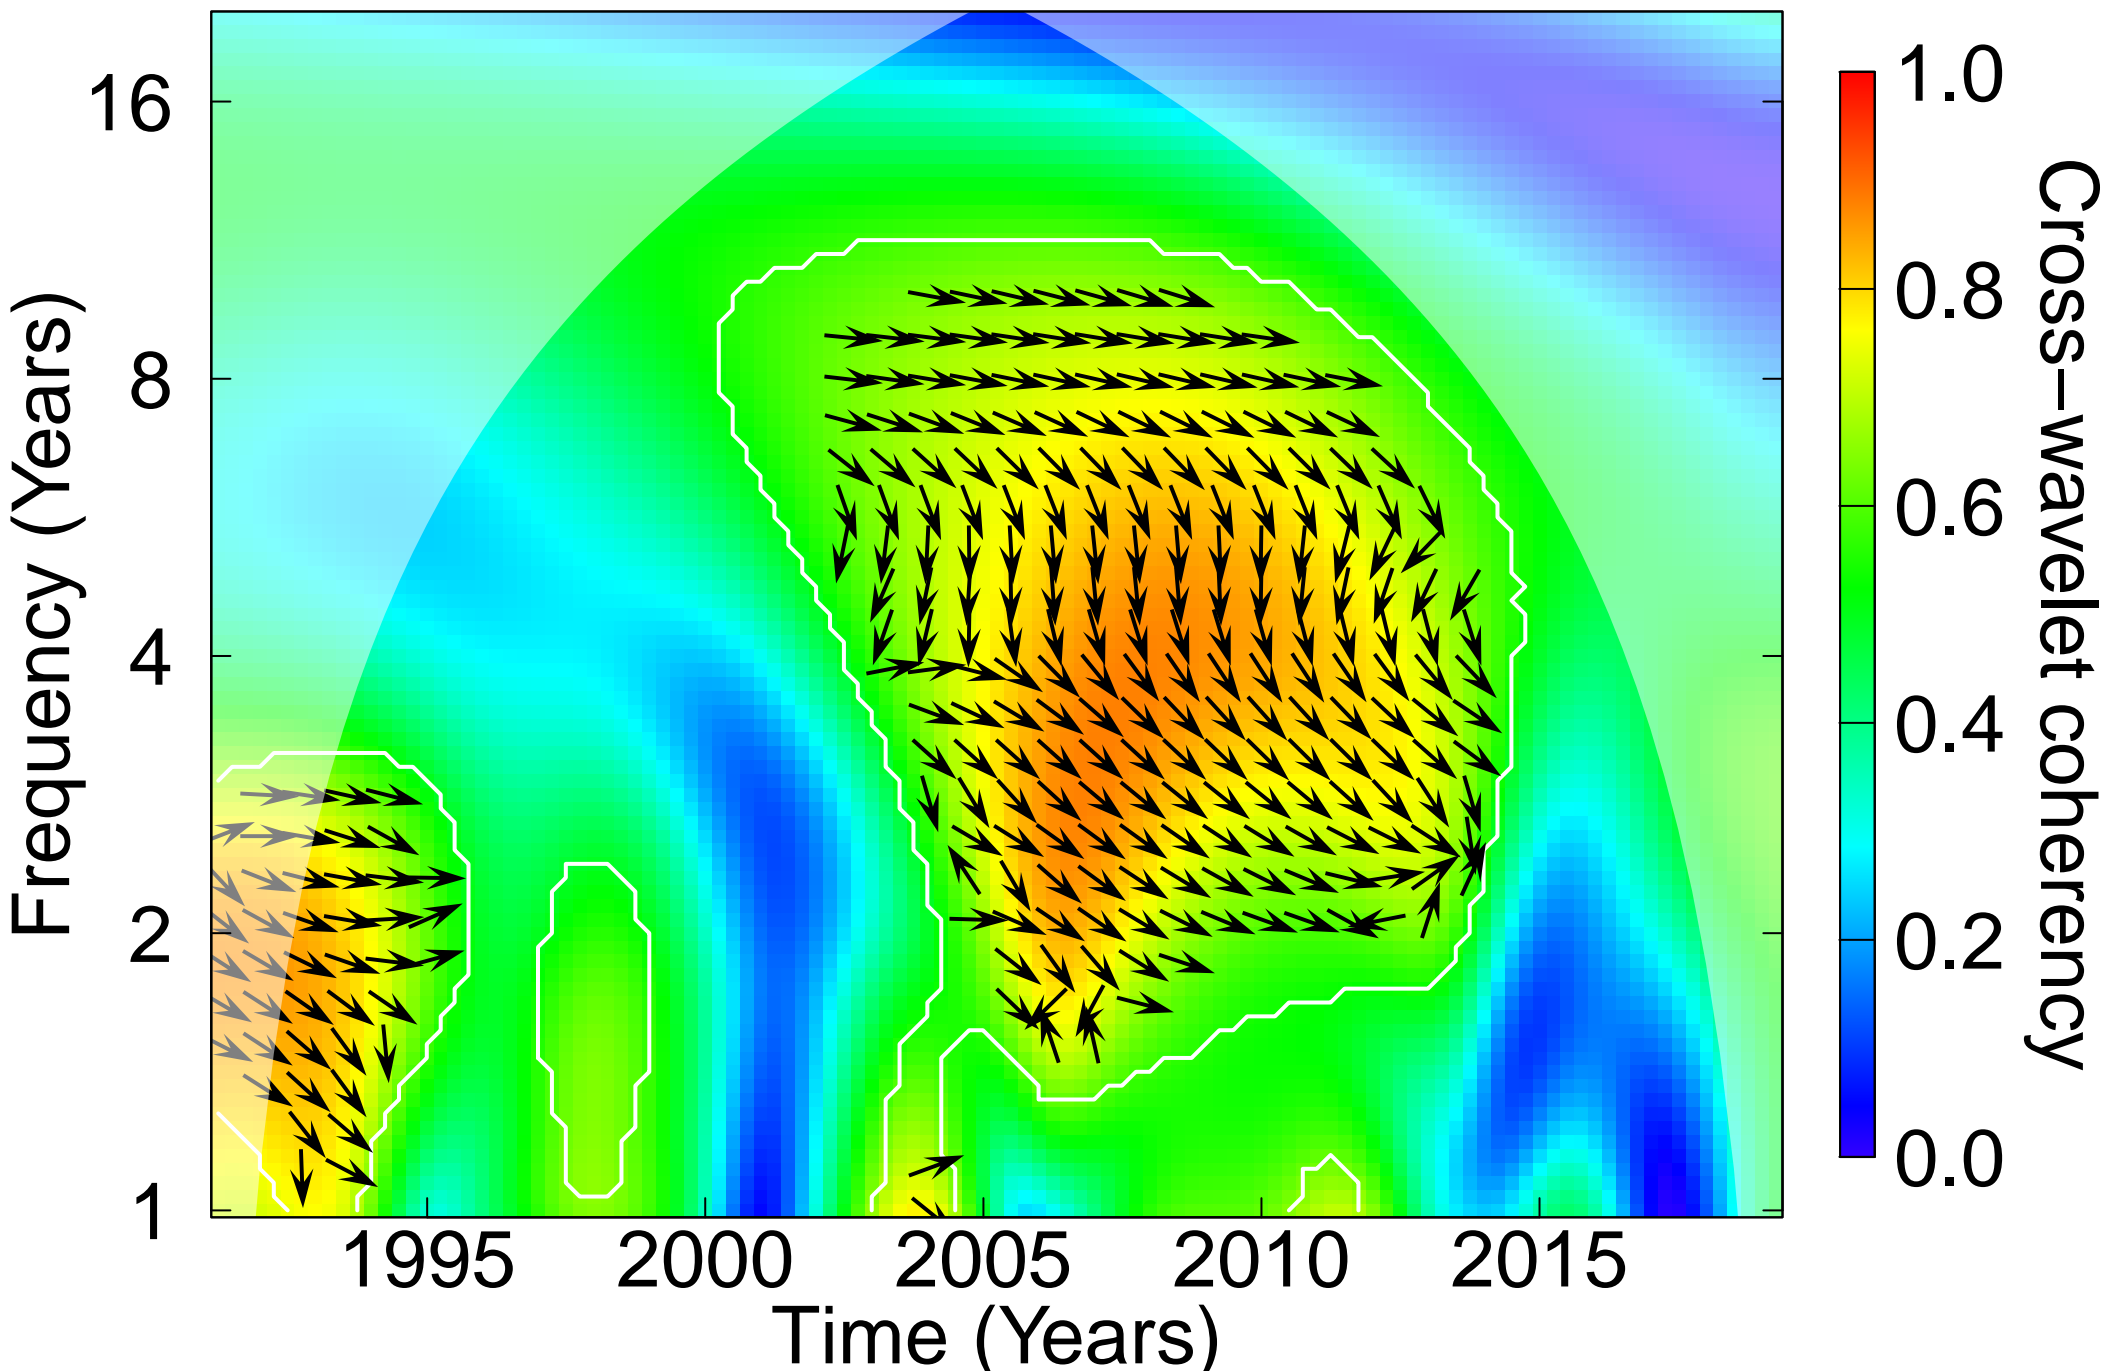 Frequency (Years)
16
8
4
2
1
1995 2000 2005 2010 2015
Time (Years)
1.0
0.8
0.6
0.4
0.2
0.0
Cross−wavelet coherency